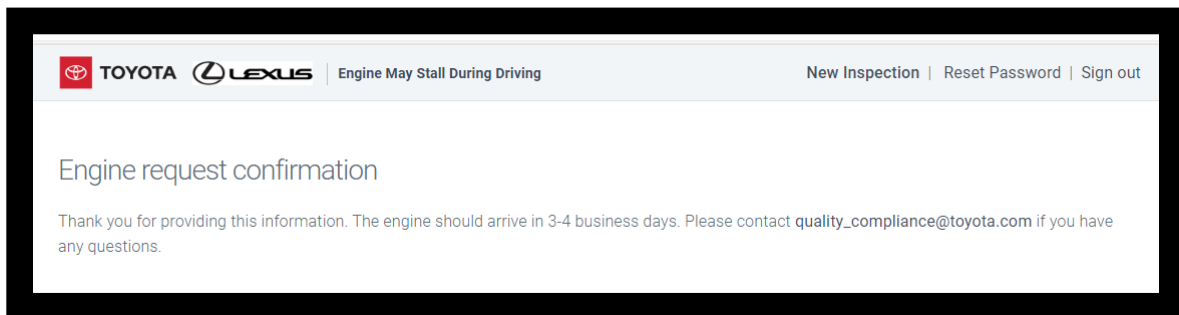 TOYOTA LEXUS Engine May Stall During Driving New Inspection | Reset Password | Sign out
Engine request confirmation
Thank you for providing this information. The engine should arrive in 3-4 business days. Please contact quality_compliance@toyota.com if you have
any questions.